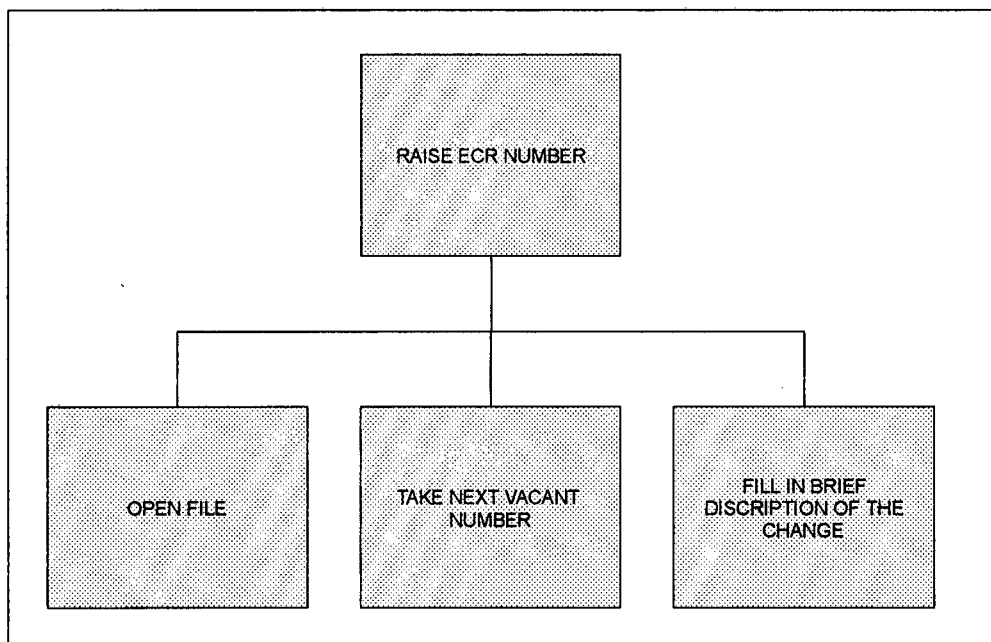 RAISE ECR NUMBER
OPEN FILE
TAKE NEXT VACANT
NUMBER
FILL IN BRIEF
DISCRIPTION OF THE
CHANGE